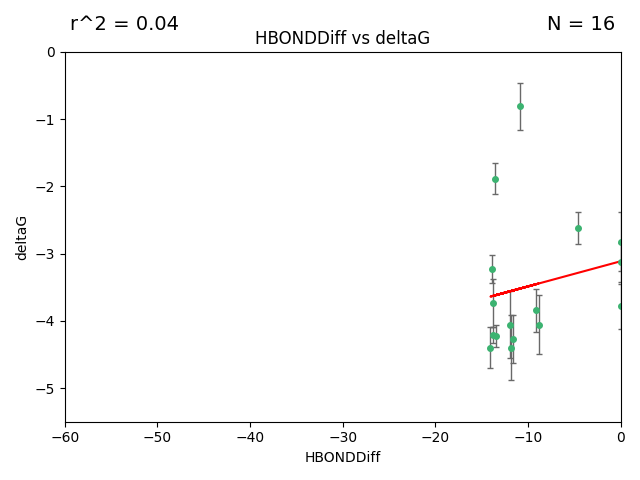 r^2 = 0.04
N = 16
HBONDDiff vs deltaG
0
−1
−2
−3
−4
−5
deltaG
−60
−50
−40
−30
−20
−10
0
HBONDDiff